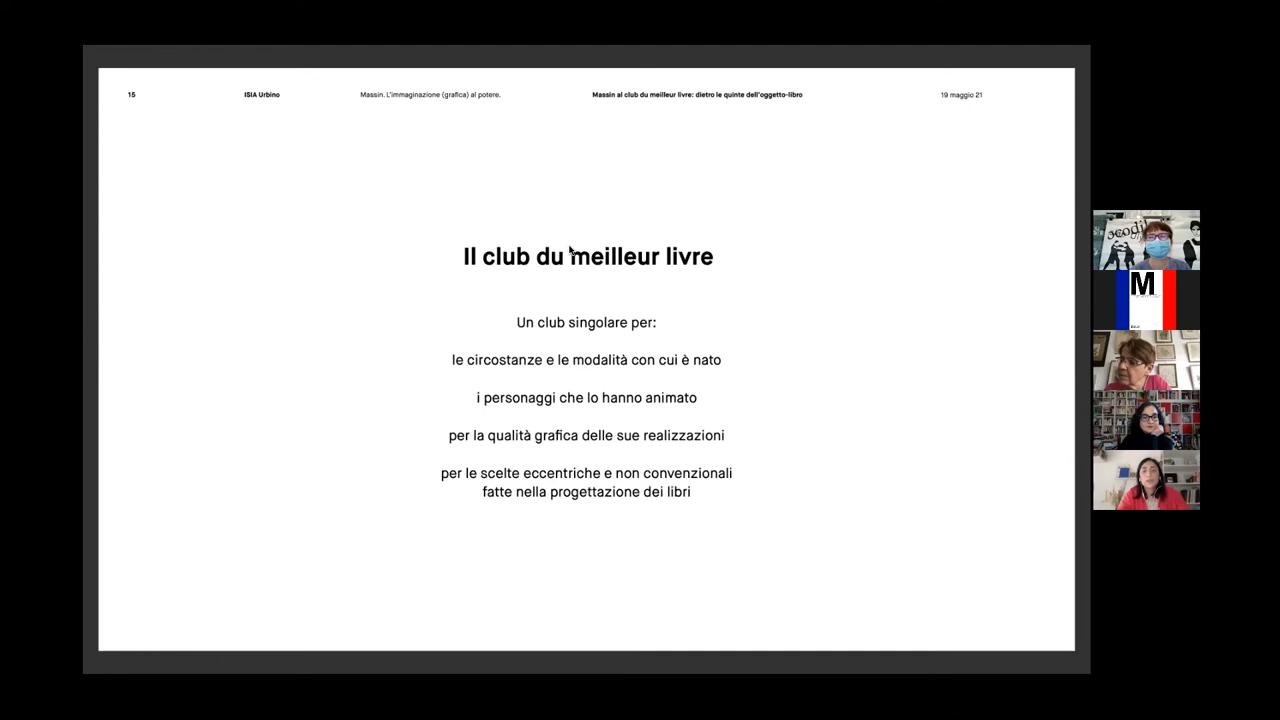 15
ISIA Urbino
Massin. L'immaginazione (grafica) al potere.
Massin al club du meilleur livre: dietro le quinte dell'oggetto-libro
19 maggio 21
Il club du meilleur livre
Un club singolare per:
le circostanze e le modalità con cui è nato
i personaggi che lo hanno animato
per la qualità grafica delle sue realizzazioni
per le scelte eccentriche e non convenzionali
fatte nella progettazione dei libri
M